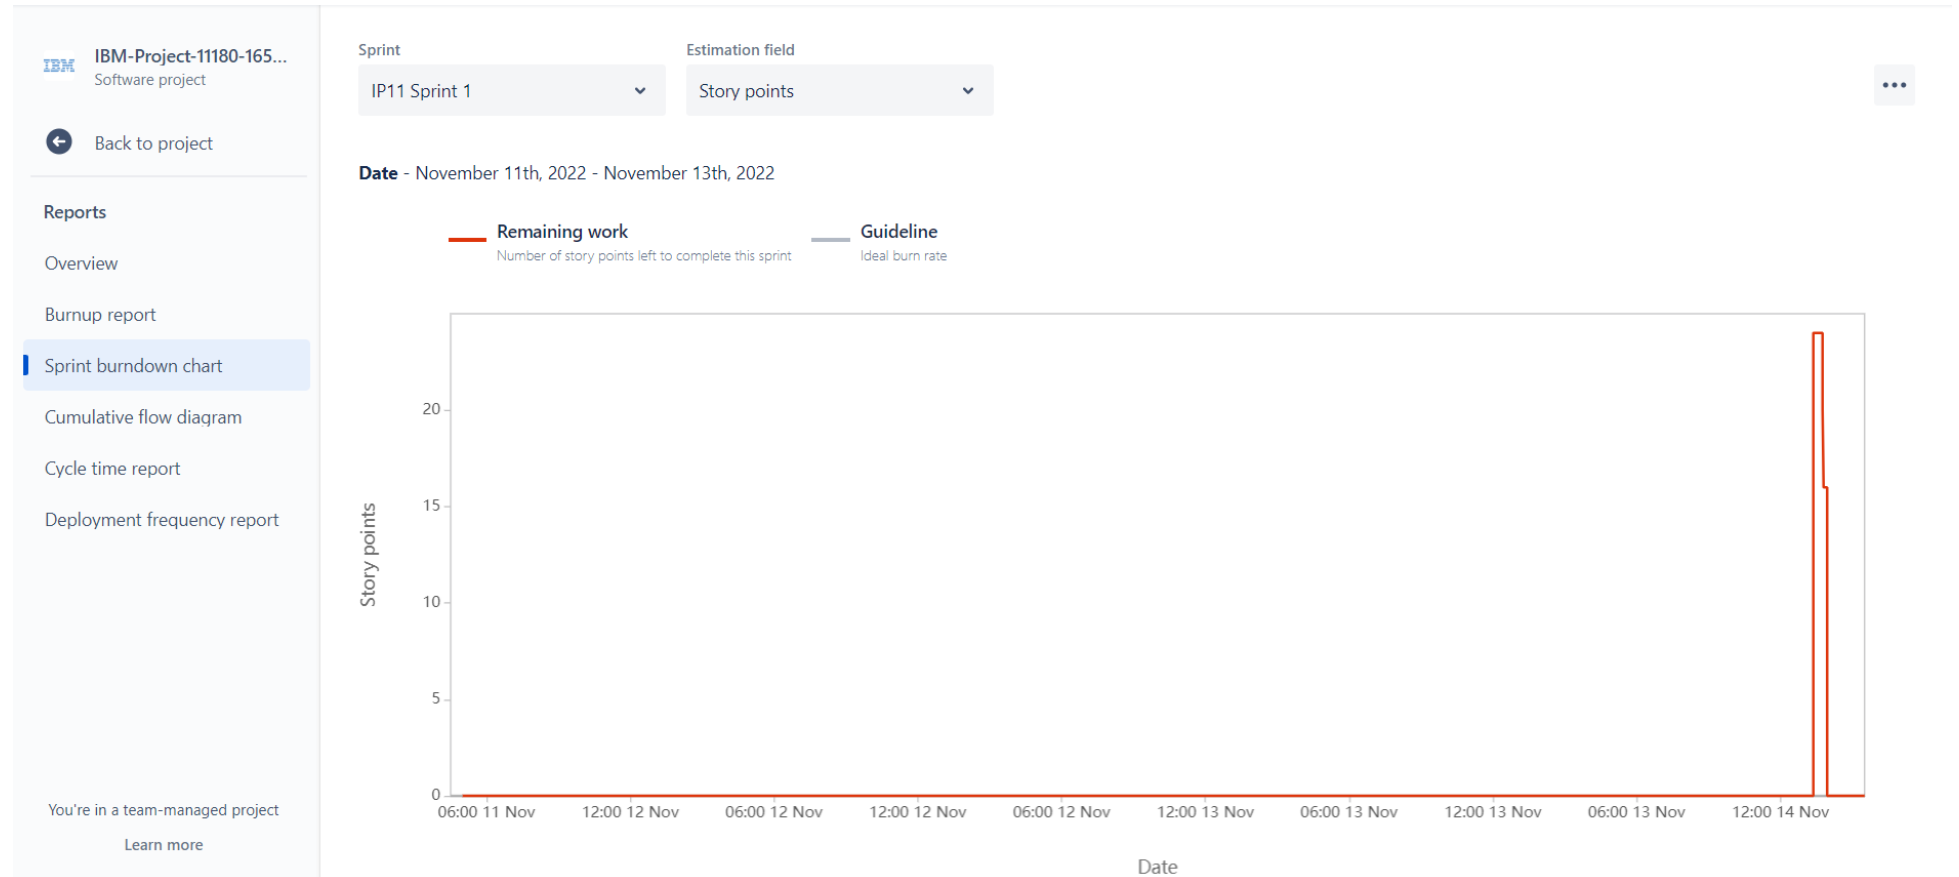 IBM
IBM-Project-11180-165...
Software project
Back to project
Reports
Overview
Burnup report
Sprint burndown chart
Cumulative flow diagram
Cycle time report
Deployment frequency report
You're in a team-managed project
Learn more
Sprint
Estimation field
IP11 Sprint 1
Story points
Date - November 11th, 2022 - November 13th, 2022
Remaining work
Number of story points left to complete this sprint
Guideline
Ideal burn rate
Story points
20
15
10
5
0
06:00 11 Nov
12:00 12 Nov
06:00 12 Nov
12:00 12 Nov
06:00 12 Nov
12:00 13 Nov
06:00 13 Nov
12:00 13 Nov
06:00 13 Nov
12:00 14 Nov
Date